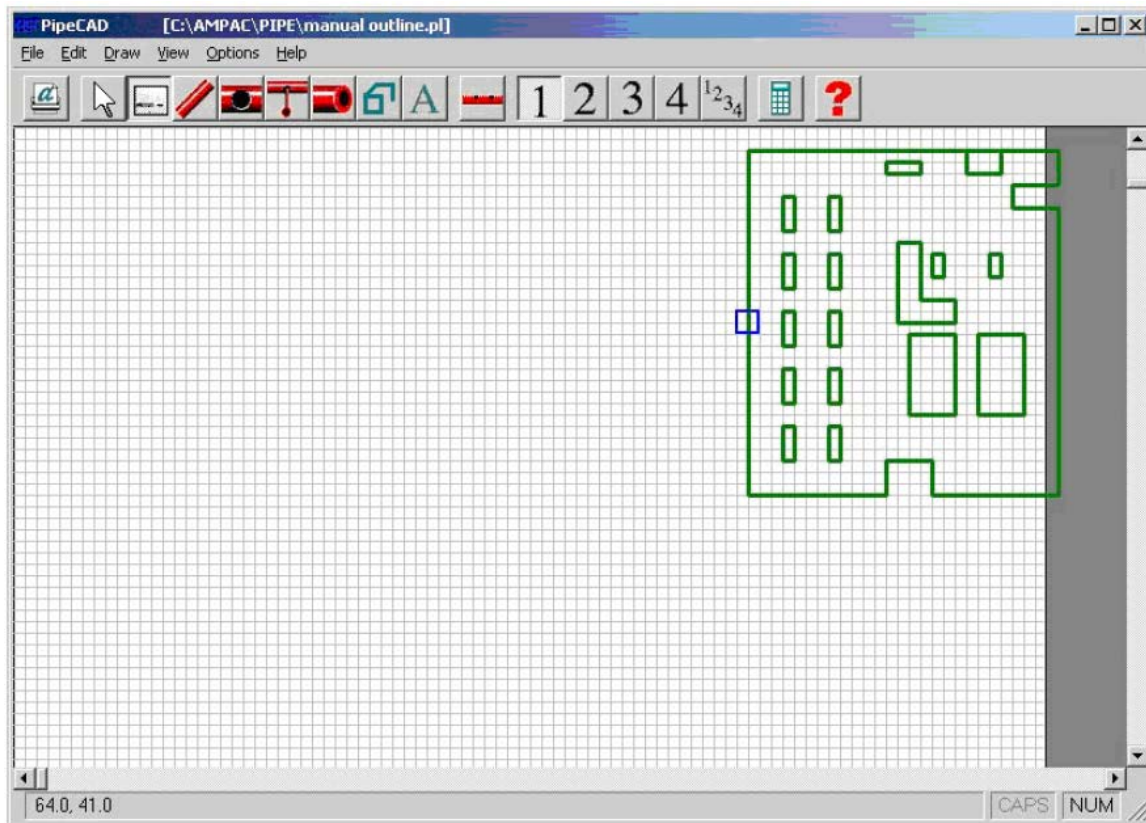 PipeCAD [C:\AMPAC\PIPE\manual outline.pl]
File Edit Draw View Options Help
a A 1 2 3 4 1234 ?
64.0, 41.0 CAPS NUM